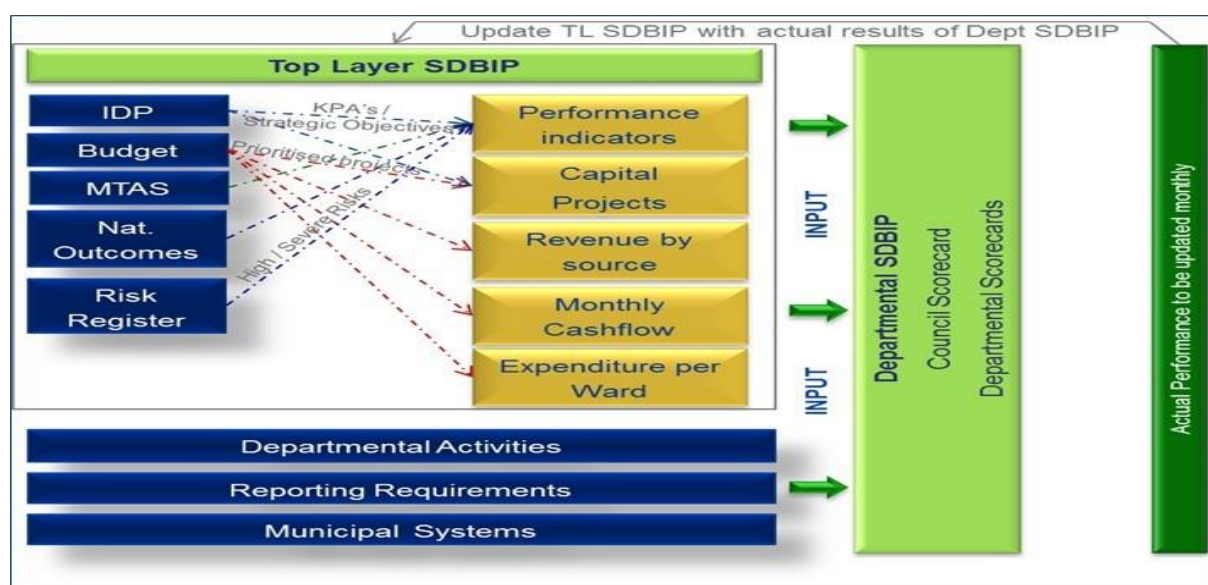 Update TL SDBIP with actual results of Dept SDBIP
Top Layer SDBIP
IDP
Budget
MTAS
Nat.
Outcomes
Risk
Register
KPA's /
Strategic Objectives
Prioritised projects
High / Severe Risks
Performance
indicators
Capital
Projects
Revenue by
source
Monthly
Cashflow
Expenditure per
Ward
INPUT
INPUT
Departmental SDBIP
Council Scorecard
Departmental Scorecards
Actual Performance to be updated monthly
Departmental Activities
Reporting Requirements
Municipal Systems